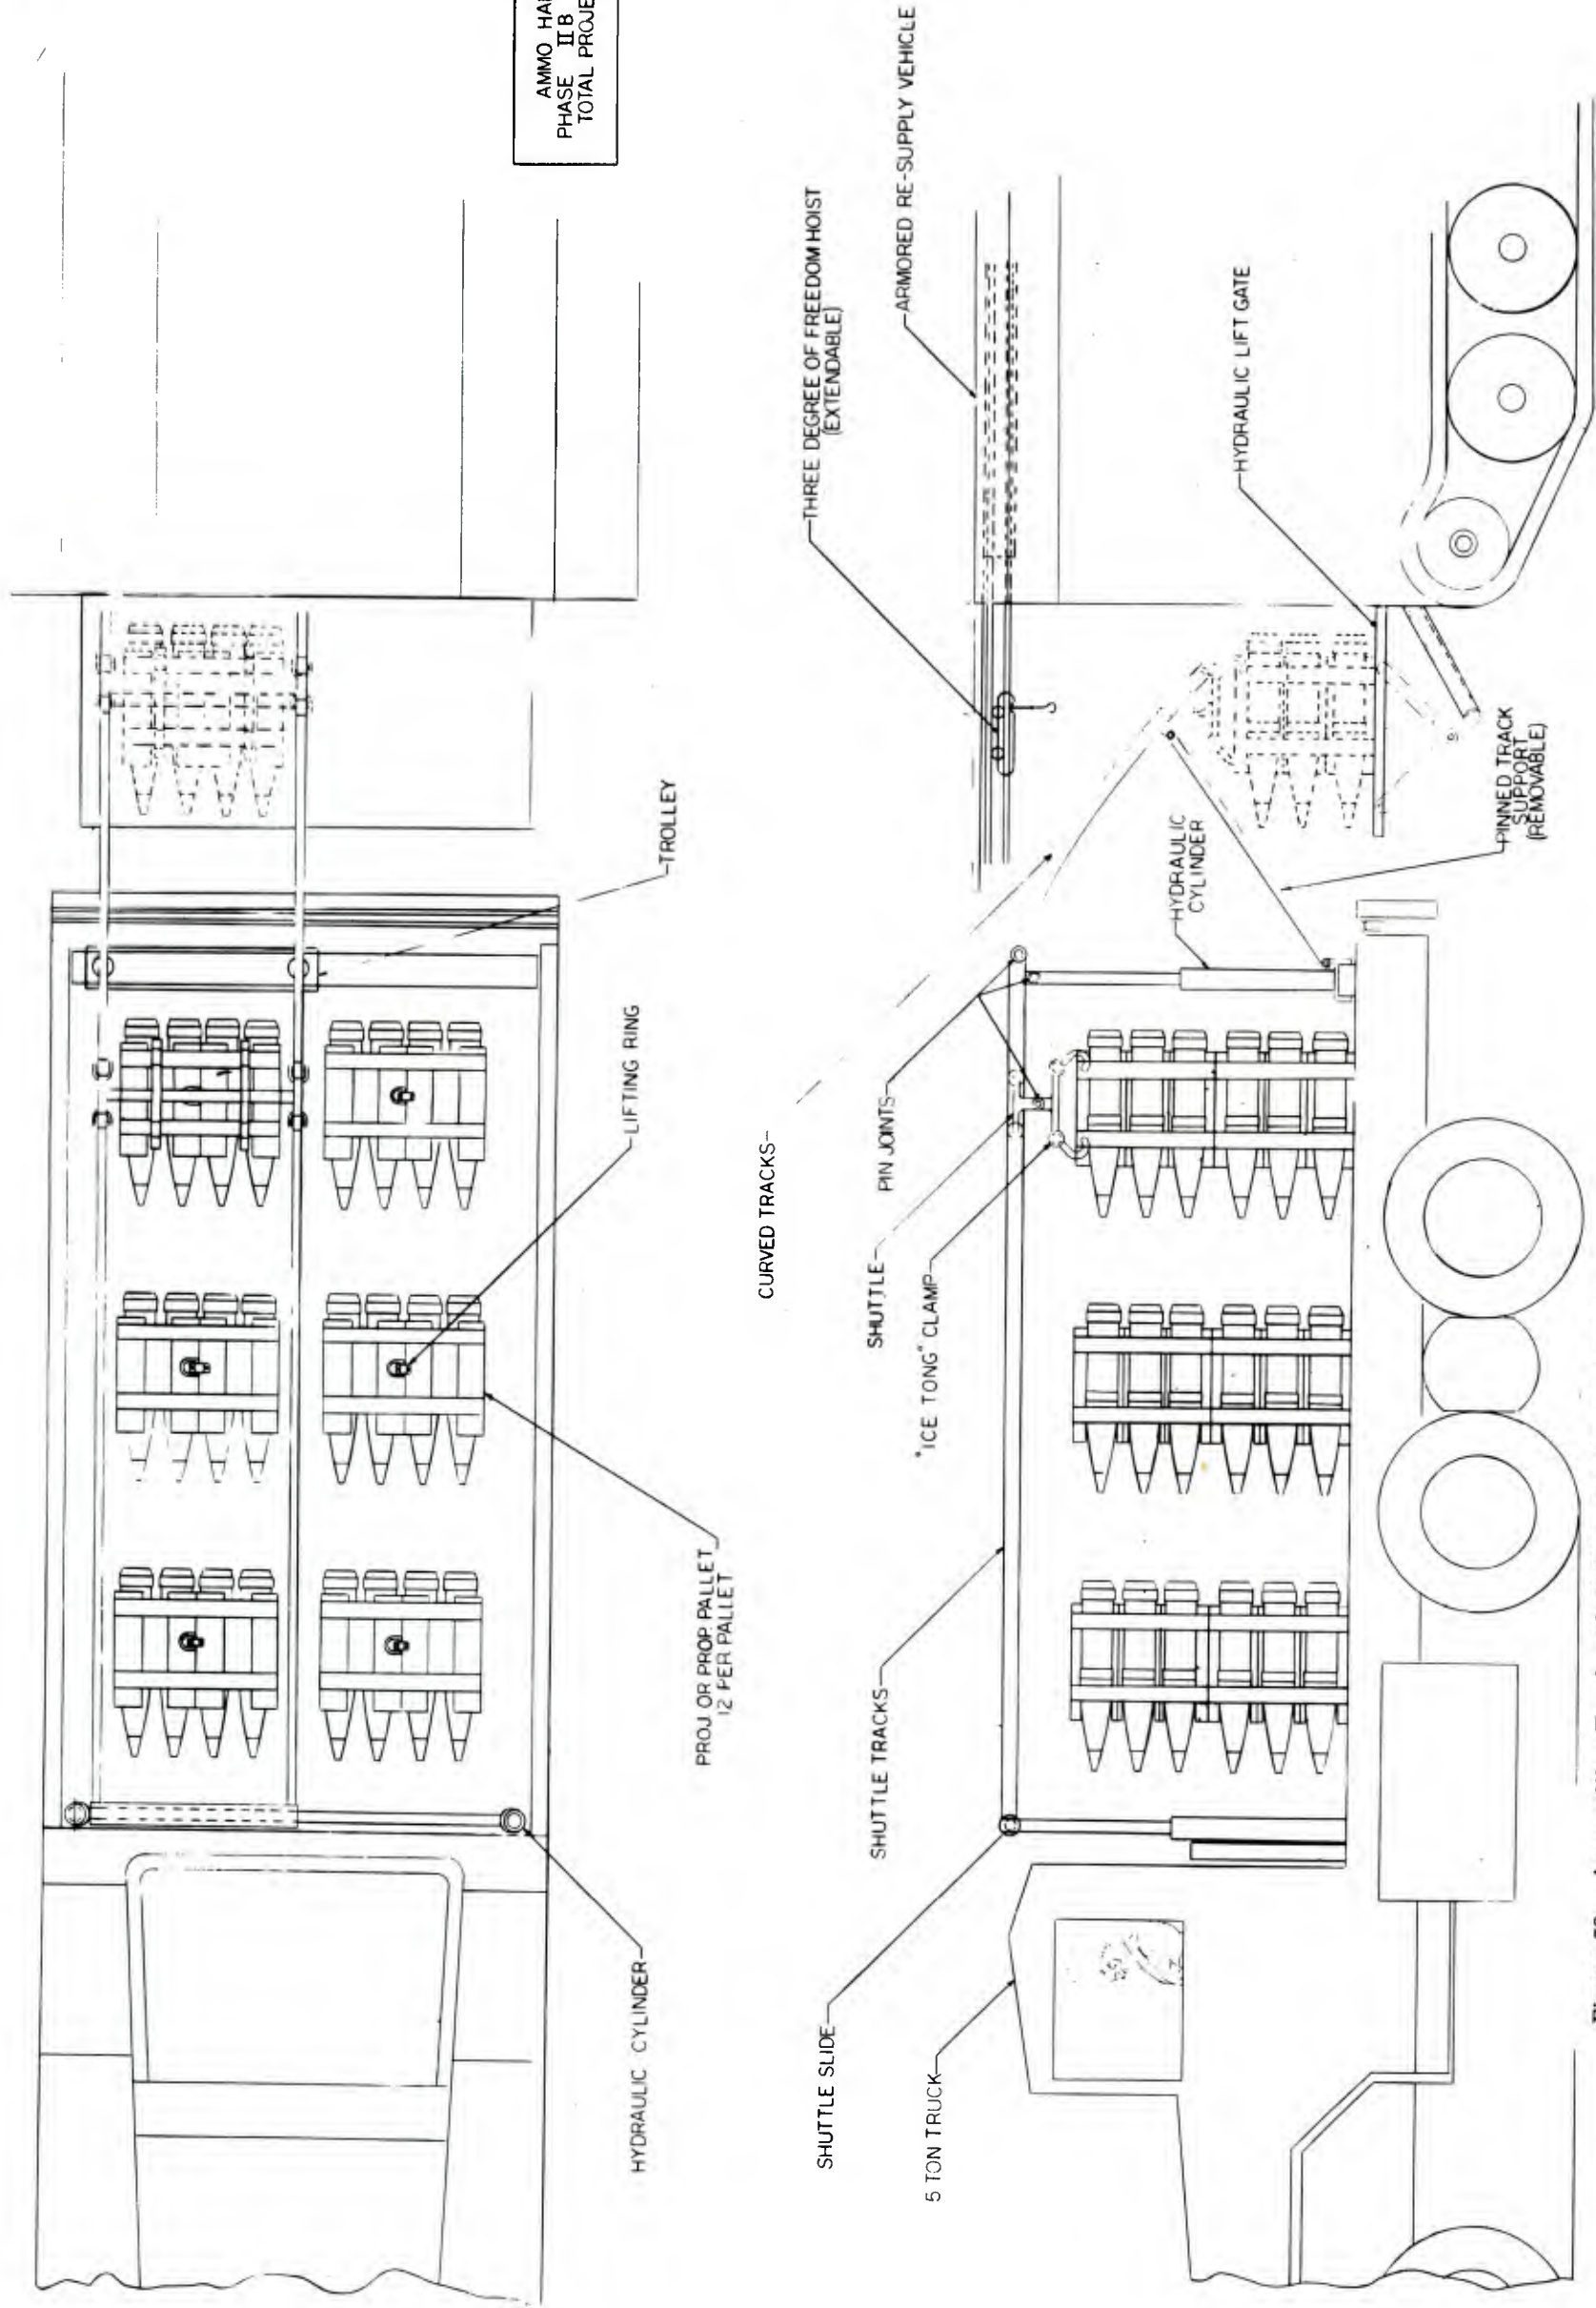 AMMO
PHASE II B
TOTAL
TROLLEY
LIFTING RING
PROJ. OR PROP. PALLET
12 PER PALLET
HYDRAULIC CYLINDER
CURVED TRACKS
THREE DEGREE OF FREEDOM HOIST
(EXTENDABLE)
ARMORED RE-SUPPLY VEHICLE
HYDRAULIC LIFT GATE
PINNED TRACK
SUPPORT
(REMOVABLE)
HYDRAULIC
CYLINDER
PIN JOINTS
SHUTTLE
"ICE TONG" CLAMP
SHUTTLE TRACKS
SHUTTLE SLIDE
5 TON TRUCK